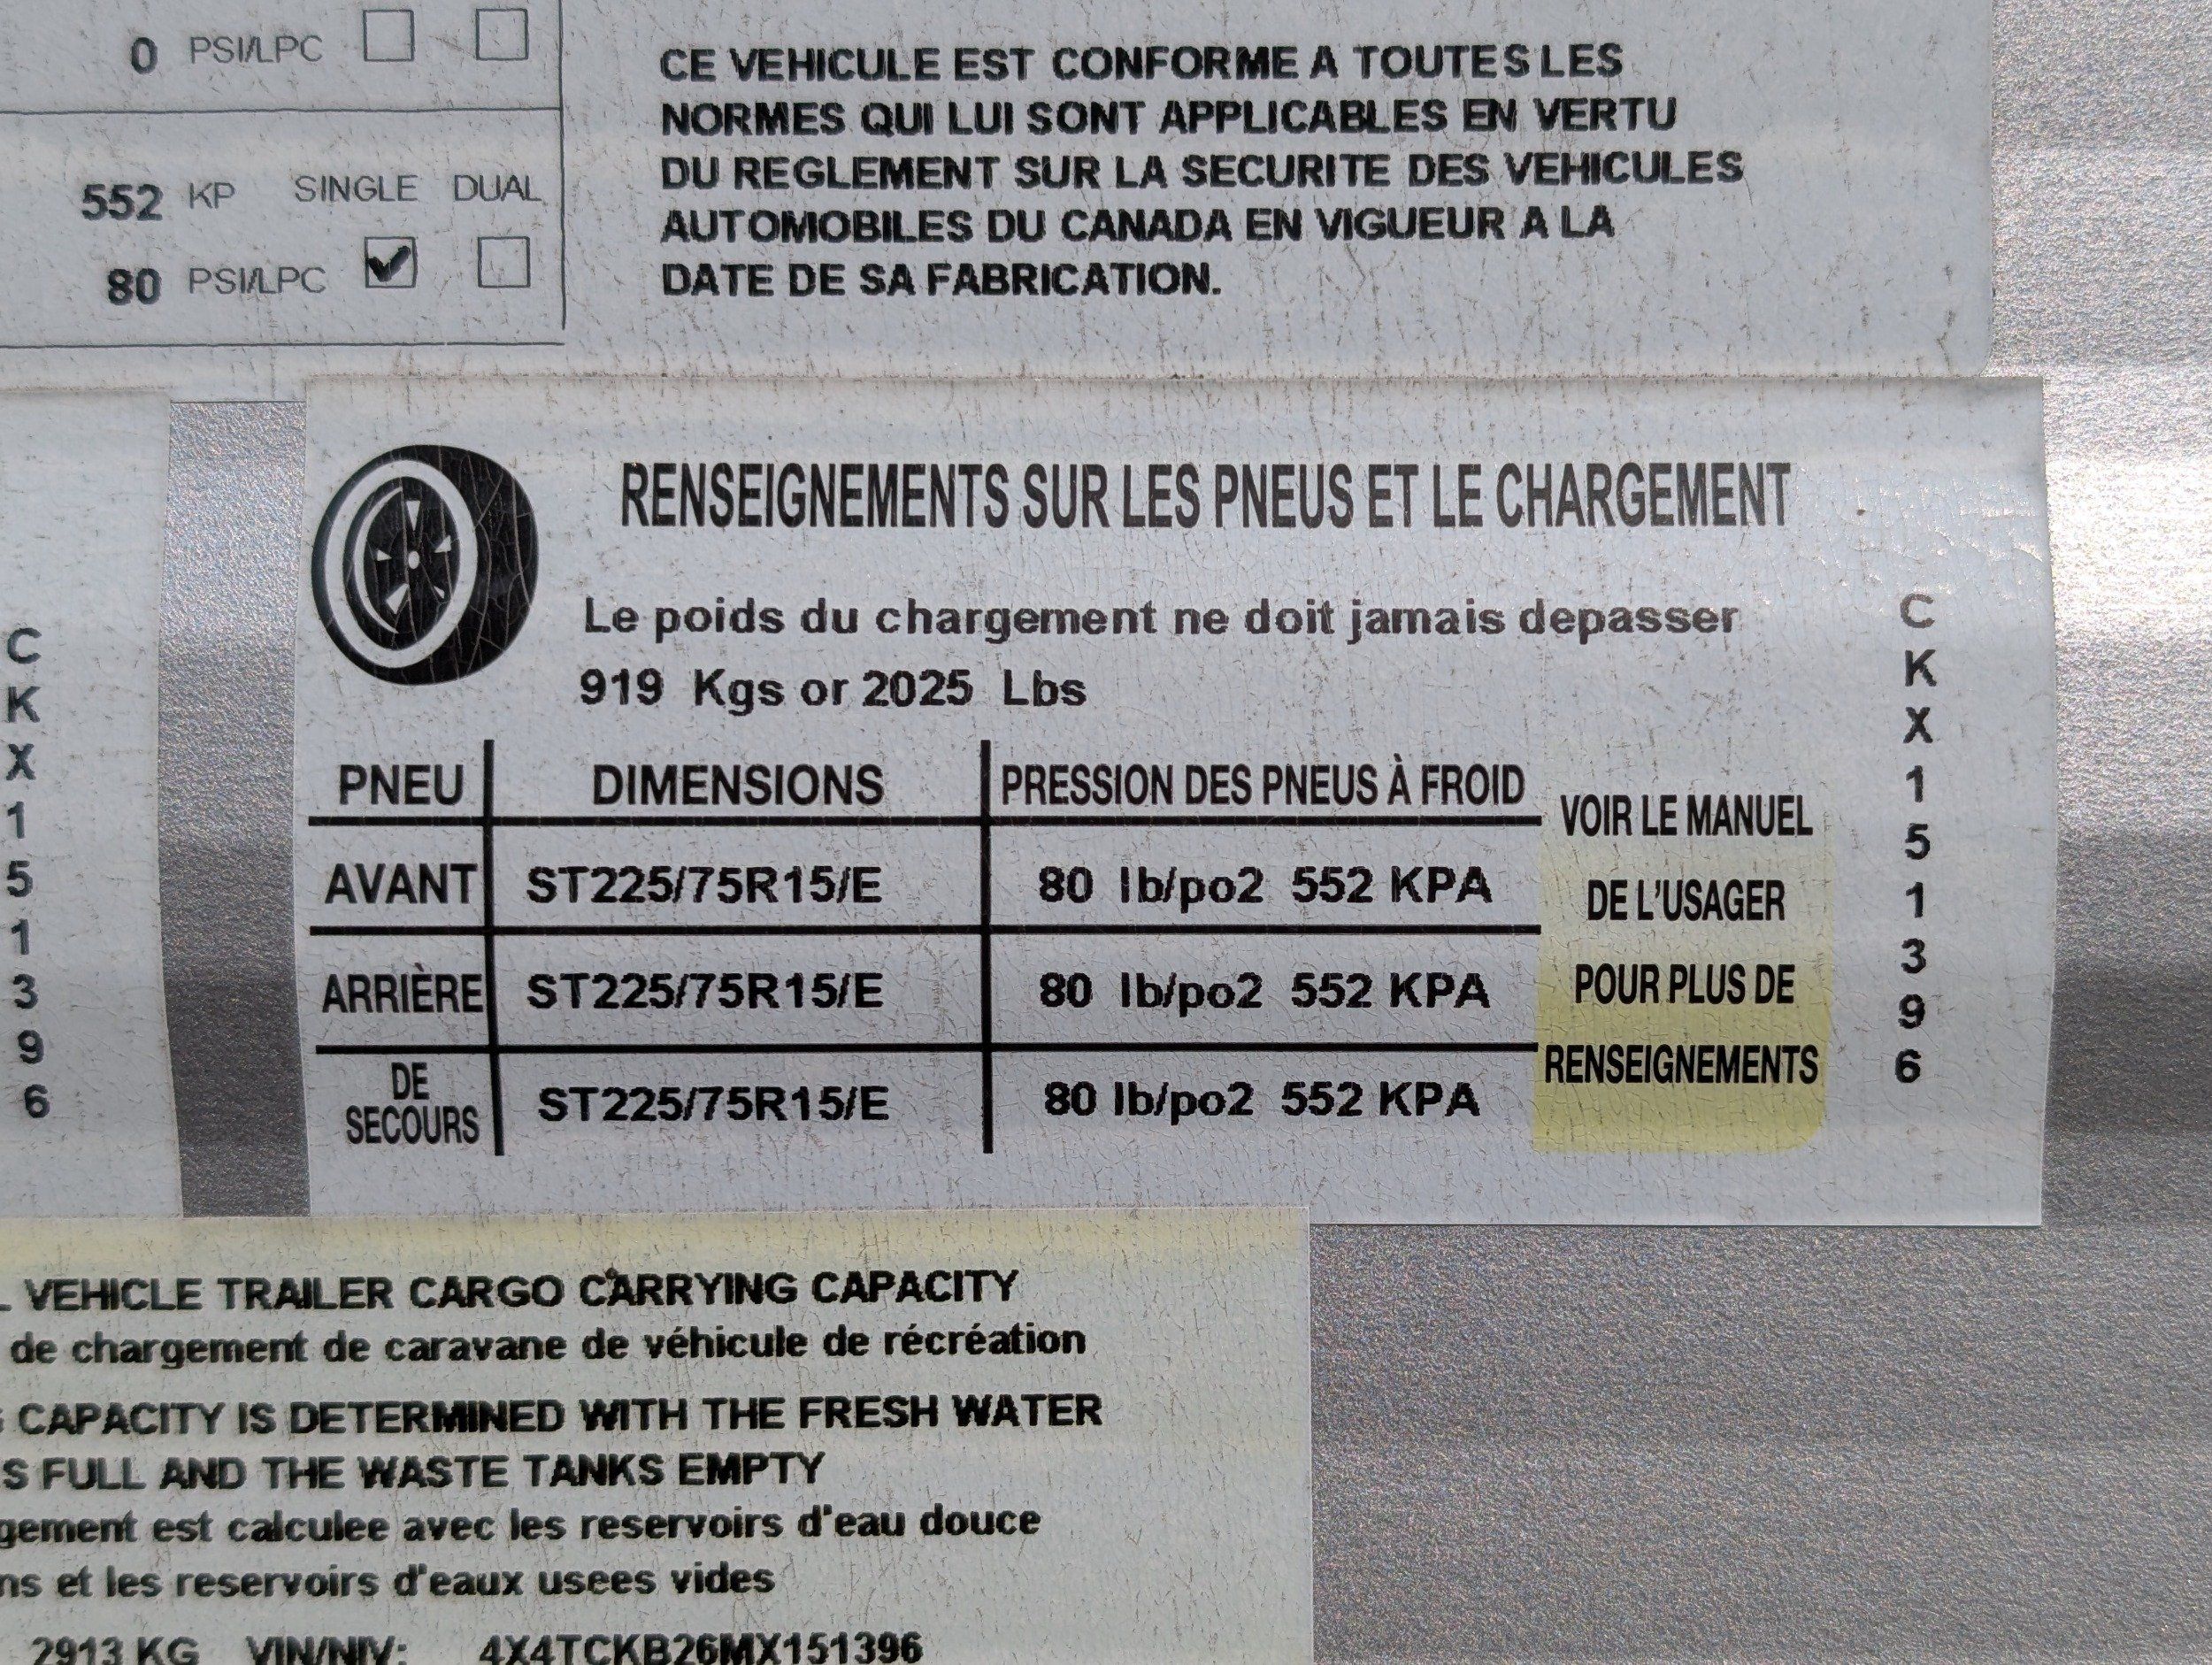 0 PSI/LPC
552 KP SINGLE DUAL
80 PSI/LPC
CE VEHICULE EST CONFORME A TOUTES LES
NORMES QUI LUI SONT APPLICABLES EN VERTU
DU REGLEMENT SUR LA SECURITE DES VEHICULES
AUTOMOBILES DU CANADA EN VIGUEUR A LA
DATE DE SA FABRICATION.
C
K
X
1
5
1
3
9
6
RENSEIGNEMENTS SUR LES PNEUS ET LE CHARGEMENT
Le poids du chargement ne doit jamais depasser
919 Kgs or 2025 Lbs
PNEU DIMENSIONS PRESSION DES PNEUS À FROID
AVANT ST225/75R15/E 80 lb/po2 552 KPA
ARRIÈRE ST225/75R15/E 80 lb/po2 552 KPA
DE
SECOURS ST225/75R15/E 80 lb/po2 552 KPA
VOIR LE MANUEL
DE L'USAGER
POUR PLUS DE
RENSEIGNEMENTS
C
K
X
1
5
1
3
9
6
VEHICLE TRAILER CARGO CARRYING CAPACITY
de chargement de caravane de véhicule de récréation
CAPACITY IS DETERMINED WITH THE FRESH WATER
S FULL AND THE WASTE TANKS EMPTY
gement est calculee avec les reservoirs d'eau douce
ns et les reservoirs d'eaux usees vides
2913 KG VIN/NIV: 4X4TCKB26MX151396